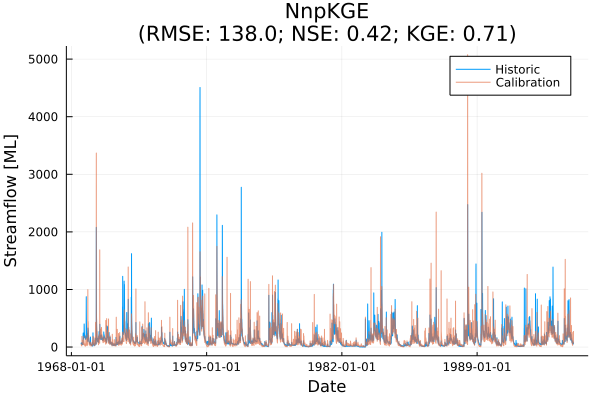 NnpKGE
(RMSE: 138.0; NSE: 0.42; KGE: 0.71)
Streamflow [ML]
5000
4000
3000
2000
1000
0
Historic
Calibration
1968-01-01
1975-01-01
1982-01-01
1989-01-01
Date